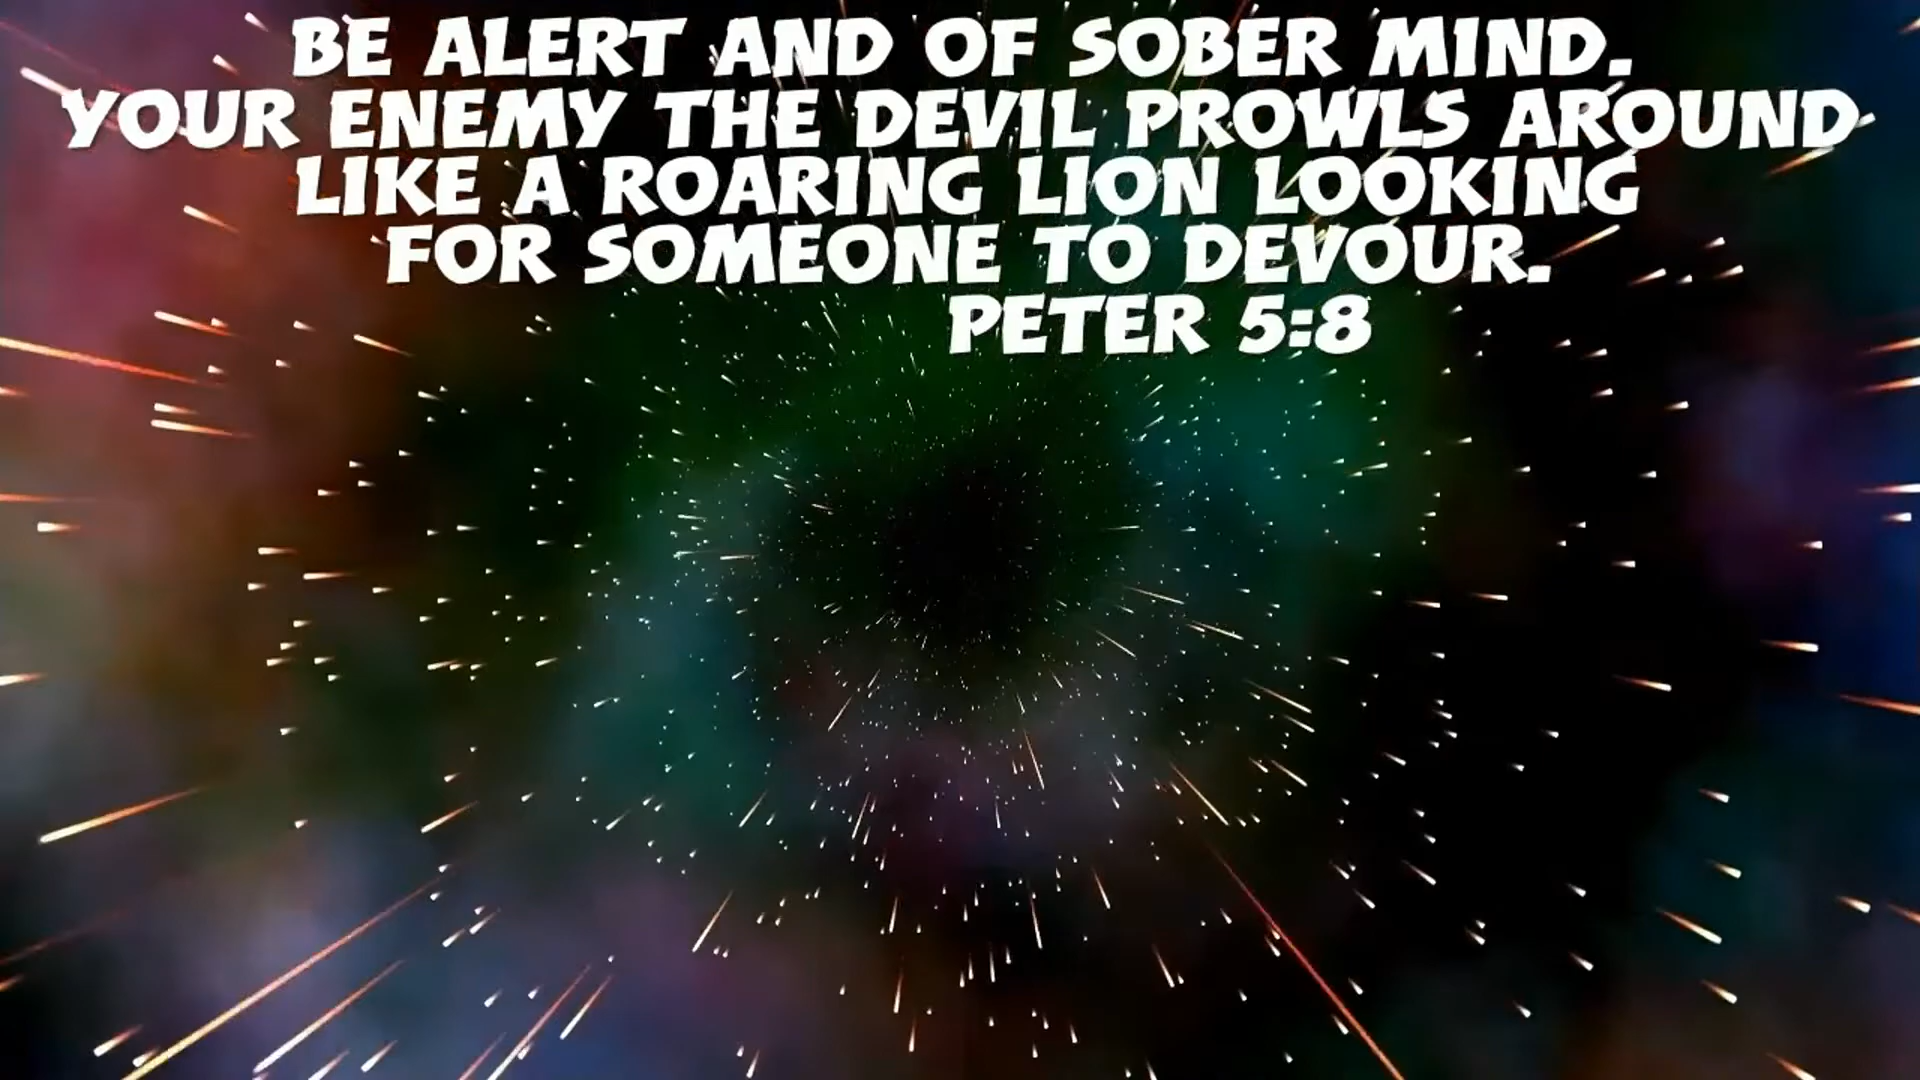 BE ALERT AND OF SOBER MIND.
YOUR ENEMY THE DEVIL PROWLS AROUND
LIKE A ROARING LION LOOKING
FOR SOMEONE TO DEVOUR.
PETER 5:8